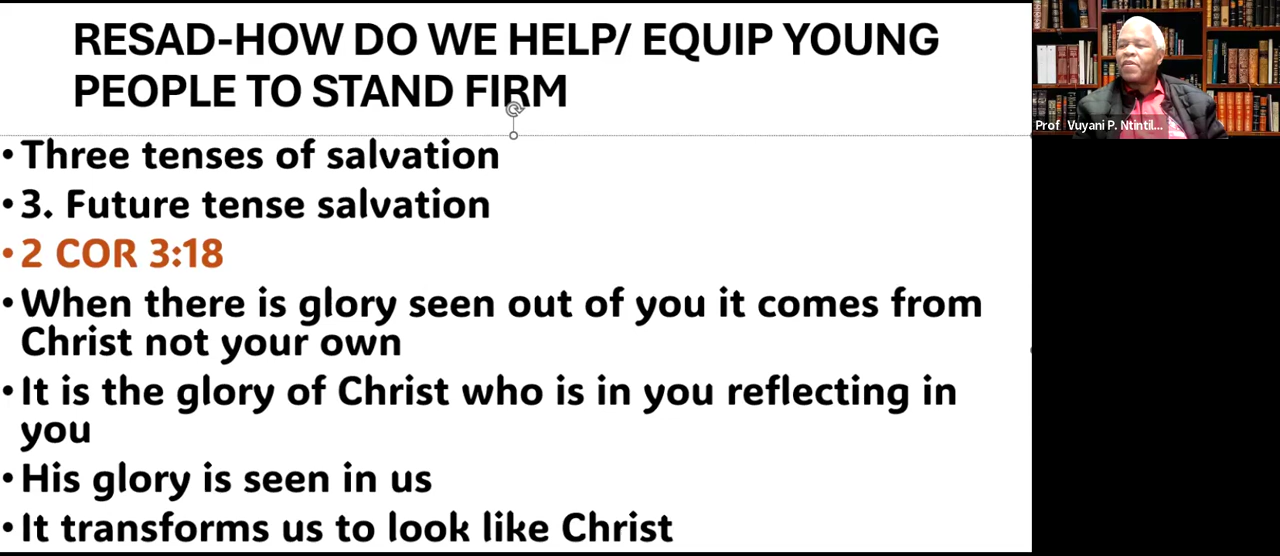 RESAD-HOW DO WE HELP/ EQUIP YOUNG
PEOPLE TO STAND FIRM
• Three tenses of salvation
• 3. Future tense salvation
• 2 COR 3:18
• When there is glory seen out of you it comes from
Christ not your own
• It is the glory of Christ who is in you reflecting in
you
• His glory is seen in us
• It transforms us to look like Christ
Prof Vuyani P. Ntintil...